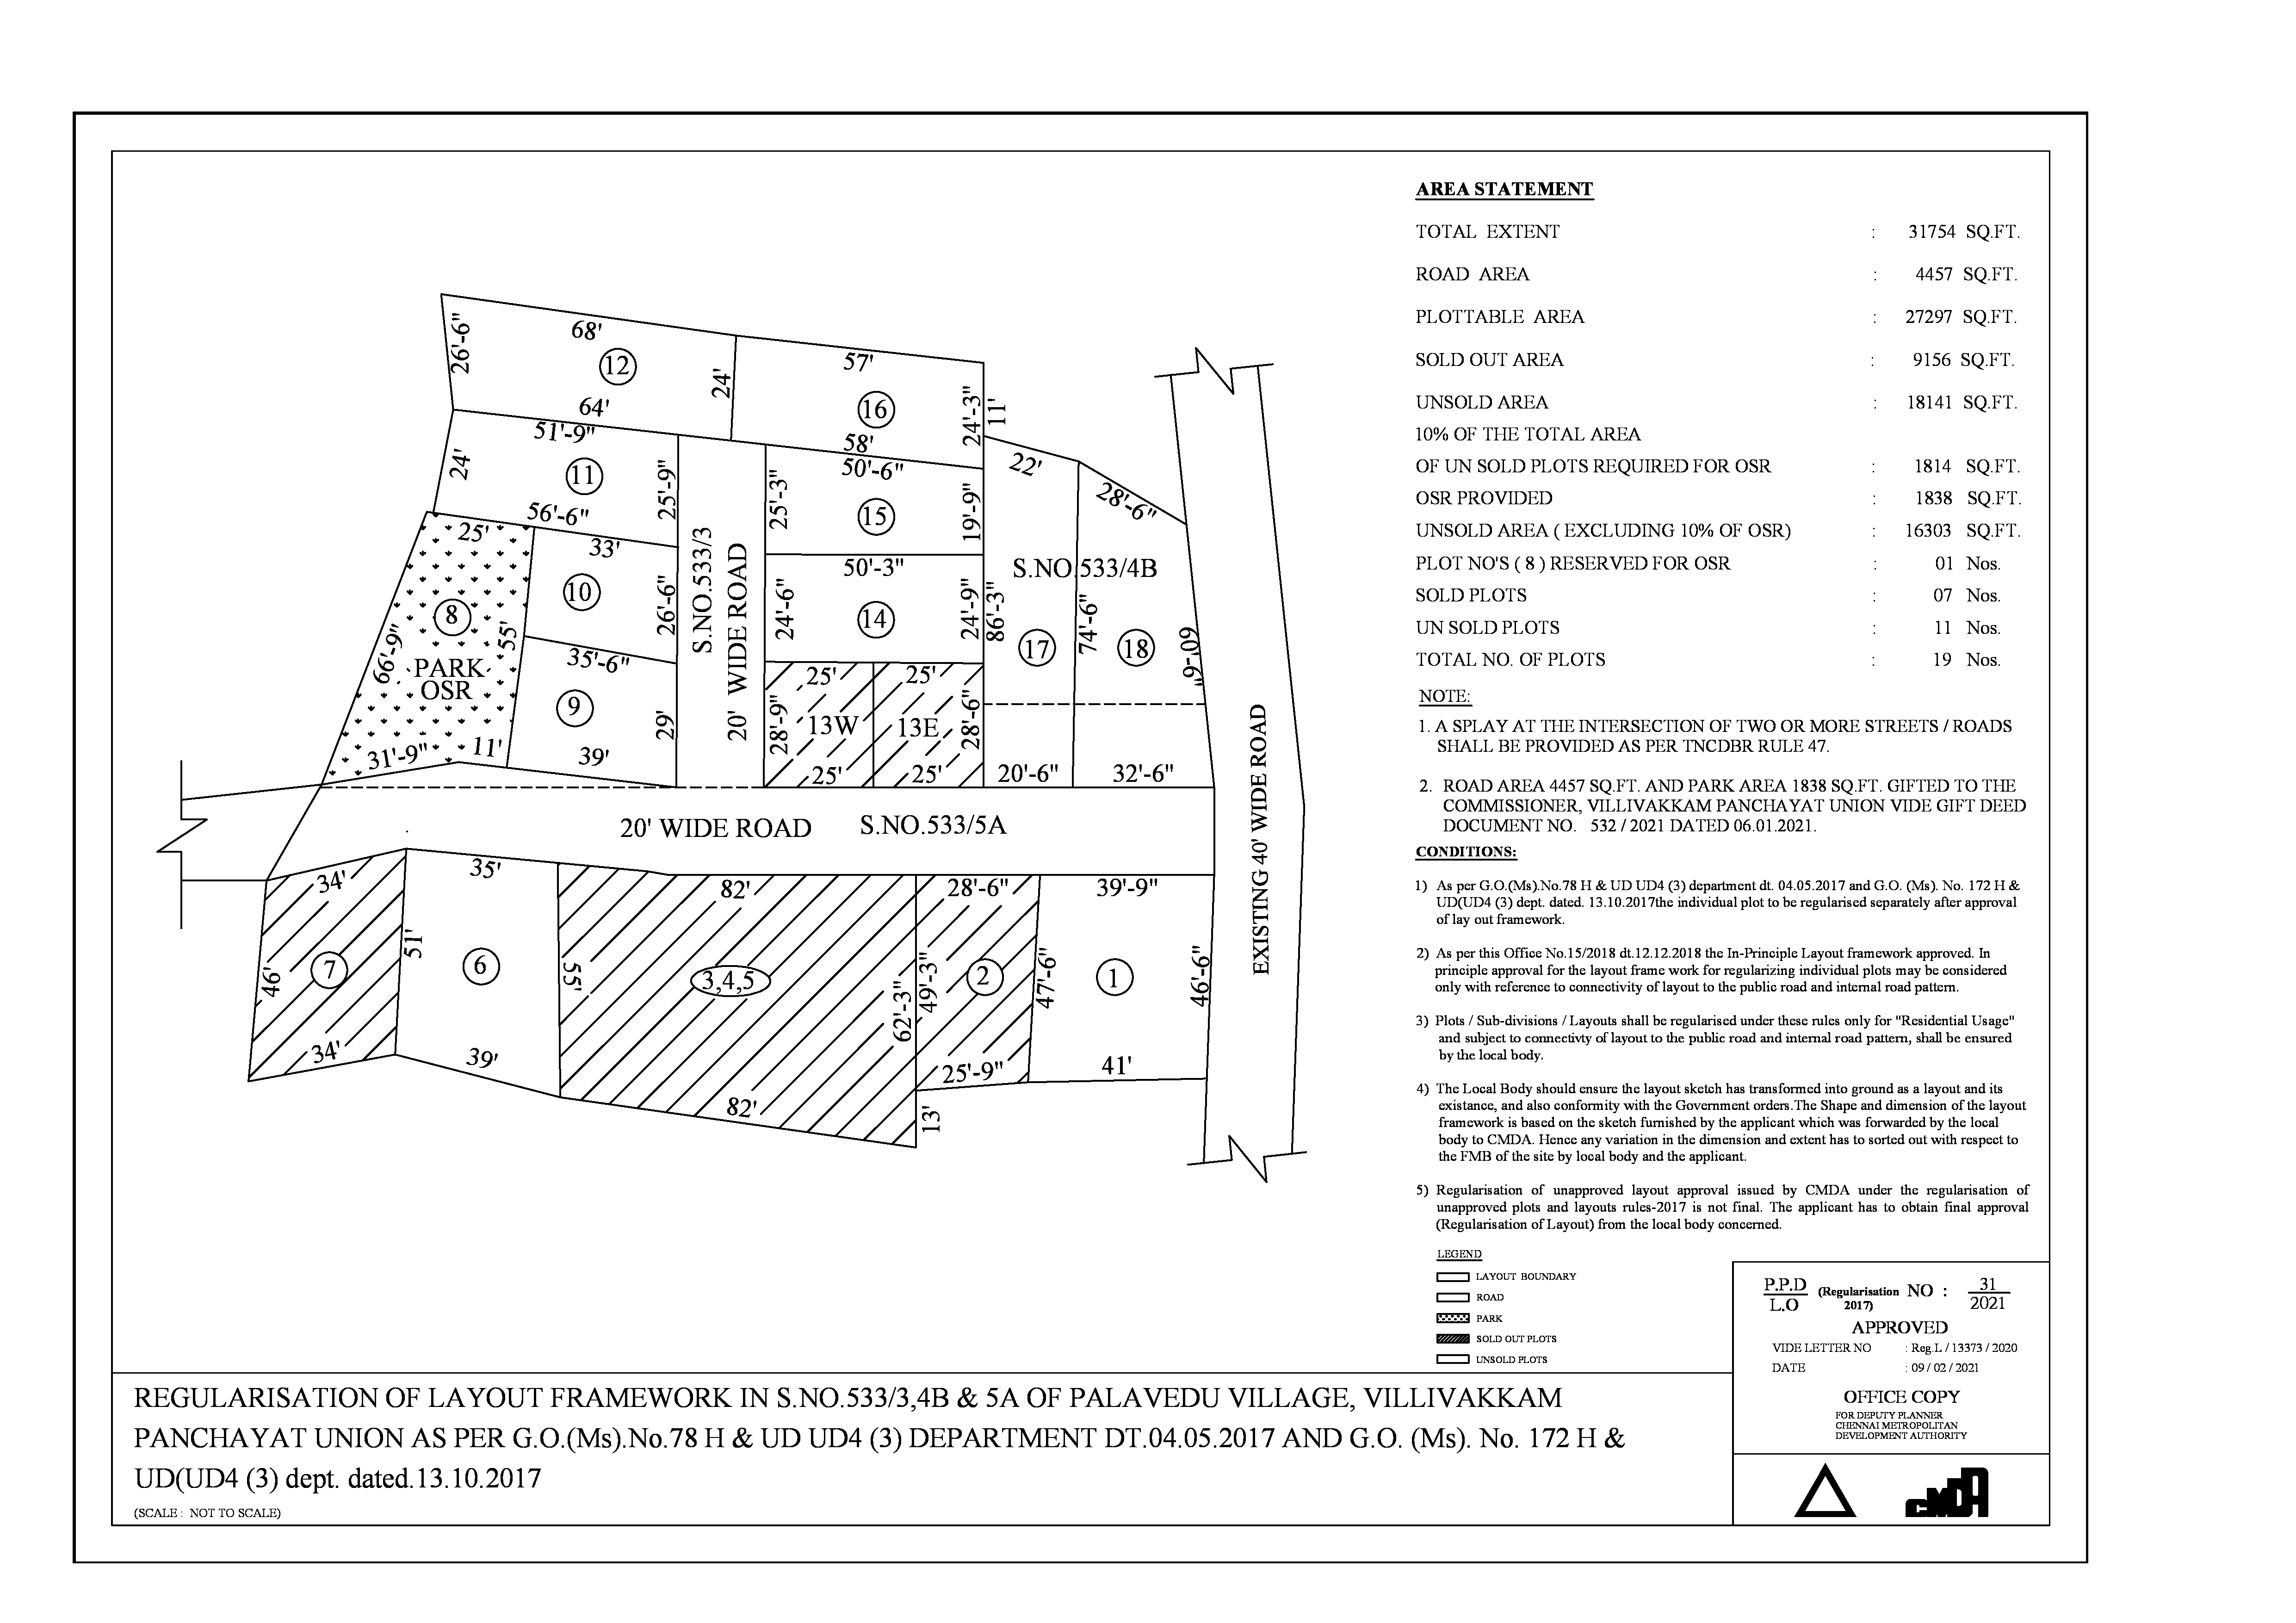 68'
26'-6"
12
24'
64'
57'
16
24'-3"
11'
58'
51'-9"
24'
11
25'-9"
56'-6"
50'-6"
25'-3"
15
19'-9"
22'
28'-6"
S.NO.533/4B
25'
33'
10
26'-6"
8
55'
66'-9"
PARK
OSR
35'-6"
9
29'
31'-9"
11'
39'
S.NO.533/3
20' WIDE ROAD
50'-3"
24'-6"
14
24'-9"
86'-3"
17
74'-6"
18
60'-9"
25'
25'
28'-9"
13W
13E
28'-6"
25'
25'
20'-6"
32'-6"
EXISTING 40' WIDE ROAD
20' WIDE ROAD
S.NO.533/5A
34'
35'
82'
28'-6"
39'-9"
46'
7
51'
6
55'
3,4,5
62'-3"
49'-3"
2
47'-6"
1
46'-6"
34'
39'
82'
25'-9"
41'
13'
AREA STATEMENT
TOTAL EXTENT : 31754 SQ.FT.
ROAD AREA : 4457 SQ.FT.
PLOTTABLE AREA : 27297 SQ.FT.
SOLD OUT AREA : 9156 SQ.FT.
UNSOLD AREA : 18141 SQ.FT.
10% OF THE TOTAL AREA
OF UN SOLD PLOTS REQUIRED FOR OSR : 1814 SQ.FT.
OSR PROVIDED : 1838 SQ.FT.
UNSOLD AREA ( EXCLUDING 10% OF OSR) : 16303 SQ.FT.
PLOT NO'S ( 8 ) RESERVED FOR OSR : 01 Nos.
SOLD PLOTS : 07 Nos.
UN SOLD PLOTS : 11 Nos.
TOTAL NO. OF PLOTS : 19 Nos.
NOTE:
1. A SPLAY AT THE INTERSECTION OF TWO OR MORE STREETS / ROADS
SHALL BE PROVIDED AS PER TNCDBR RULE 47.
2. ROAD AREA 4457 SQ.FT. AND PARK AREA 1838 SQ.FT. GIFTED TO THE
COMMISSIONER, VILLIVAKKAM PANCHAYAT UNION VIDE GIFT DEED
DOCUMENT NO. 532 / 2021 DATED 06.01.2021.
CONDITIONS:
1) As per G.O.(Ms).No.78 H & UD UD4 (3) department dt. 04.05.2017 and G.O. (Ms). No. 172 H &
UD(UD4 (3) dept. dated. 13.10.2017the individual plot to be regularised separately after approval
of lay out framework.
2) As per this Office No.15/2018 dt.12.12.2018 the In-Principle Layout framework approved. In
principle approval for the layout frame work for regularizing individual plots may be considered
only with reference to connectivity of layout to the public road and internal road pattern.
3) Plots / Sub-divisions / Layouts shall be regularised under these rules only for "Residential Usage"
and subject to connectivty of layout to the public road and internal road pattern, shall be ensured
by the local body.
4) The Local Body should ensure the layout sketch has transformed into ground as a layout and its
existance, and also conformity with the Government orders.The Shape and dimension of the layout
framework is based on the sketch furnished by the applicant which was forwarded by the local
body to CMDA. Hence any variation in the dimension and extent has to sorted out with respect to
the FMB of the site by local body and the applicant.
5) Regularisation of unapproved layout approval issued by CMDA under the regularisation of
unapproved plots and layouts rules-2017 is not final. The applicant has to obtain final approval
(Regularisation of Layout) from the local body concerned.
LEGEND
LAYOUT BOUNDARY
ROAD
PARK
SOLD OUT PLOTS
UNSOLD PLOTS
P.P.D
L.O
(Regularisation
2017)
NO :
31
2021
APPROVED
VIDE LETTER NO : Reg.L / 13373 / 2020
DATE : 09 / 02 / 2021
OFFICE COPY
FOR DEPUTY PLANNER
CHENNAI METROPOLITAN
DEVELOPMENT AUTHORITY
CMDA
REGULARISATION OF LAYOUT FRAMEWORK IN S.NO.533/3,4B & 5A OF PALAVEDU VILLAGE, VILLIVAKKAM
PANCHAYAT UNION AS PER G.O.(Ms).No.78 H & UD UD4 (3) DEPARTMENT DT.04.05.2017 AND G.O. (Ms). No. 172 H &
UD(UD4 (3) dept. dated.13.10.2017
(SCALE : NOT TO SCALE)